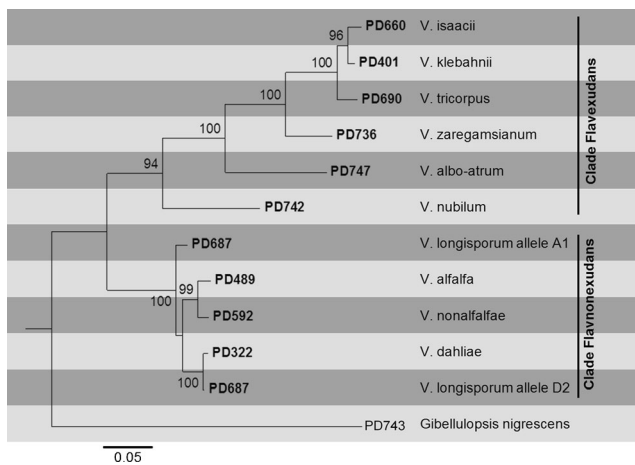 96 PD660 V. isaacii
100 PD401 V. klebahnii
100 PD690 V. tricorpus
100 PD736 V. zaregamsianum
94 PD747 V. albo-atrum
PD742 V. nubilum
Clade Flavexudans
PD687 V. longisporum allele A1
99 PD489 V. alfalfa
100 PD592 V. nonalfalfae
PD322 V. dahliae
100 PD687 V. longisporum allele D2
Clade Flavnonexudans
PD743 Gibellulopsis nigrescens
0.05